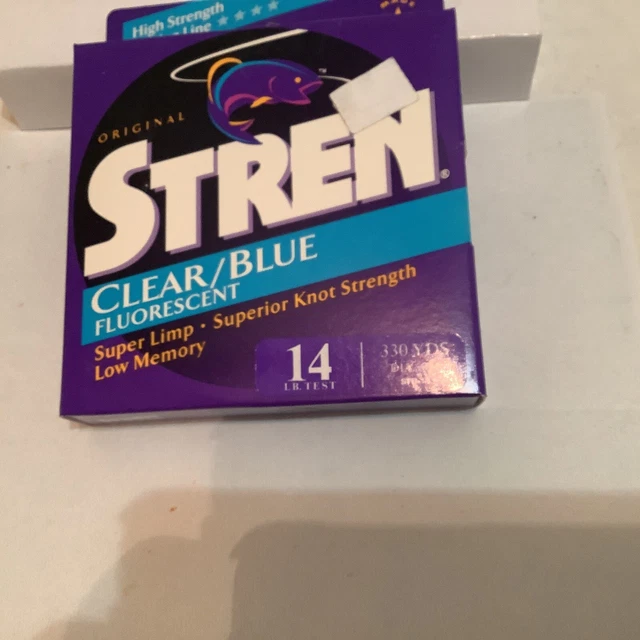 High Strength
Line
ORIGINAL
STREN®
CLEAR/BLUE
FLUORESCENT
Super Limp · Superior Knot Strength
Low Memory
14
LB. TEST
330 YDS